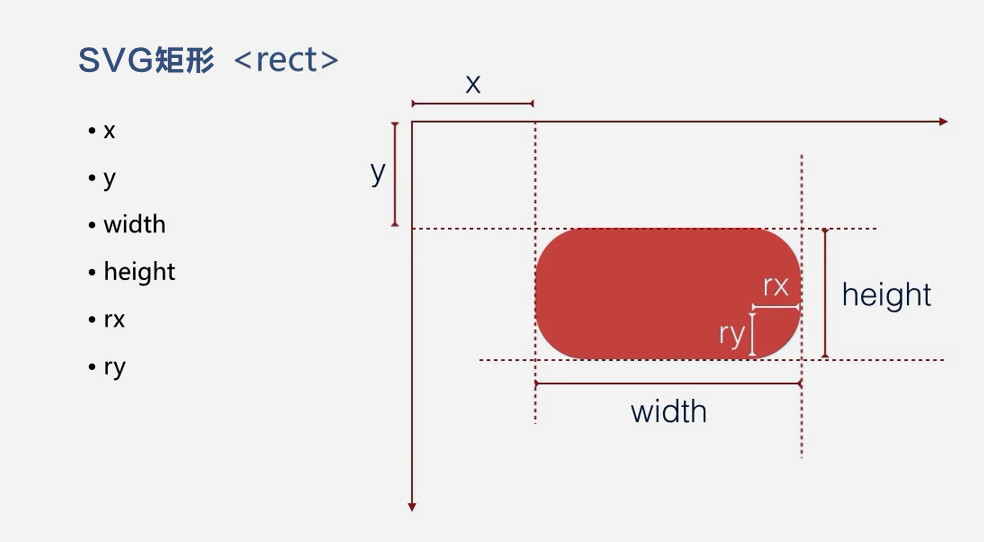 SVG矩形 <rect>
• x
• y
• width
• height
• rx
• ry
x
y
rx
ry
height
width